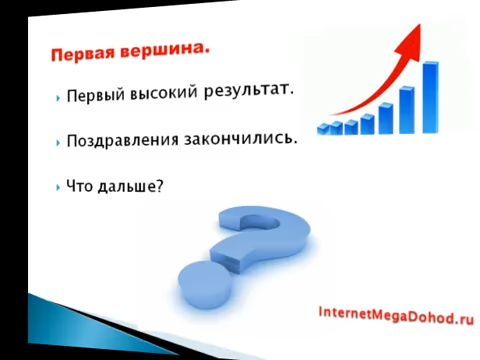 Первая вершина.
Первый высокий результат.
Поздравления закончились.
Что дальше?
InternetMegaDohod.ru